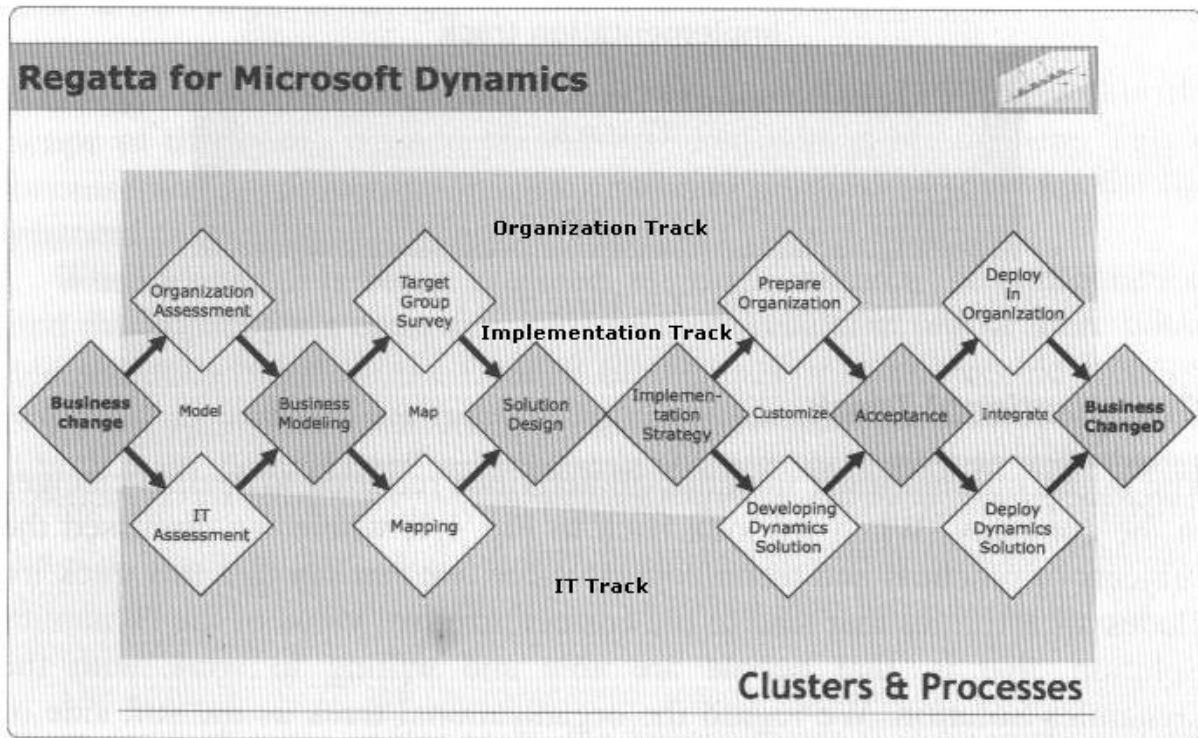 Regatta for Microsoft Dynamics
Organization Track
Organization
Assessment
Target
Group
Survey
Prepare
Organization
Deploy
In
Organization
Implementation Track
Business
change
Model
Business
Modeling
Map
Solution
Design
Implemen-
tation
Strategy
Customize
Acceptance
Integrate
Business
ChangeD
IT
Assessment
Mapping
Developing
Dynamics
Solution
Deploy
Dynamics
Solution
IT Track
Clusters & Processes